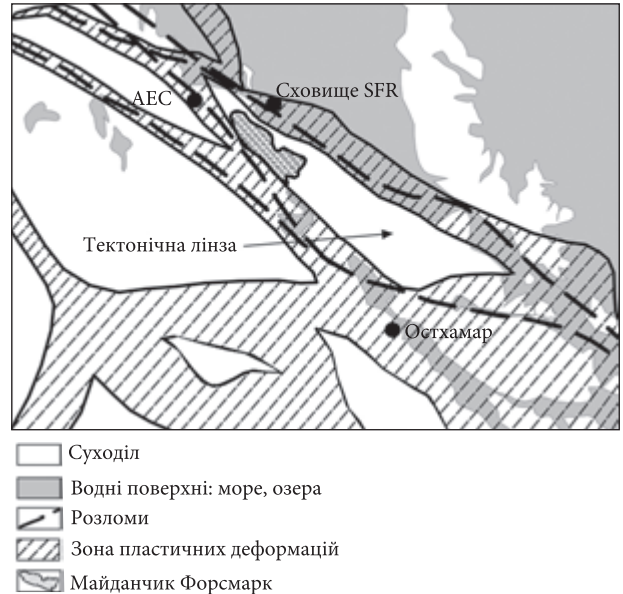 АЕС
Сховище SFR
Тектонічна лінза
Остхамар
Суходіл
Водні поверхні: море, озера
Розломи
Зона пластичних деформацій
Майданчик Форсмарк